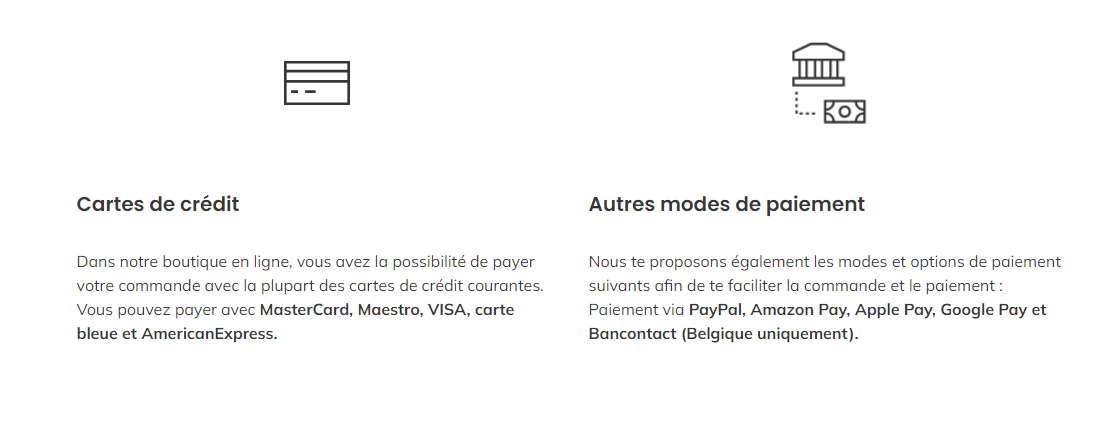 Cartes de crédit
Dans notre boutique en ligne, vous avez la possibilité de payer
votre commande avec la plupart des cartes de crédit courantes.
Vous pouvez payer avec MasterCard, Maestro, VISA, carte
bleue et AmericanExpress.
Autres modes de paiement
Nous te proposons également les modes et options de paiement
suivants afin de te faciliter la commande et le paiement :
Paiement via PayPal, Amazon Pay, Apple Pay, Google Pay et
Bancontact (Belgique uniquement).